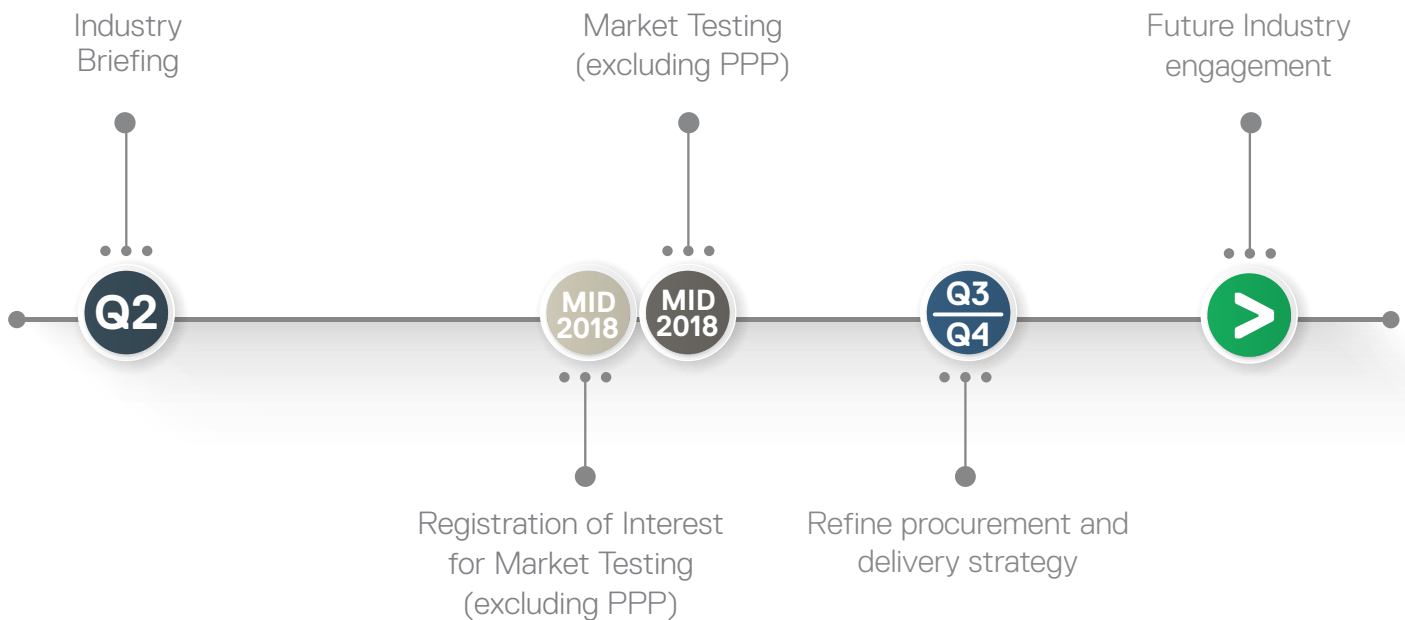 Industry
Briefing
Market Testing
(excluding PPP)
Future Industry
engagement
Q2
MID
2018
MID
2018
Q3
Q4
>
Registration of Interest
for Market Testing
(excluding PPP)
Refine procurement and
delivery strategy